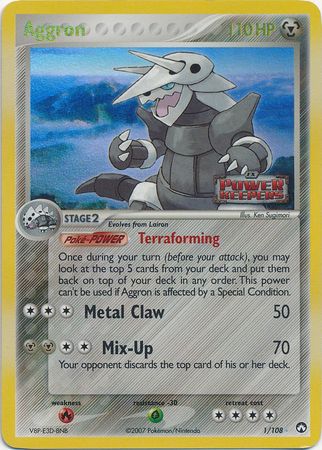 Aggron 110 HP
EX
POWER
KEEPERS
Illus. Ken Sugimori
STAGE 2
Evolves from Lairon
Poké-POWER Terraforming
Once during your turn (before your attack), you may
look at the top 5 cards from your deck and put them
back on top of your deck in any order. This power
can't be used if Aggron is affected by a Special Condition.
Metal Claw 50
Mix-Up 70
Your opponent discards the top card of his or her deck.
weakness resistance -30 retreat cost
V8P-E3D-8NB ©2007 Pokémon/Nintendo 1/108